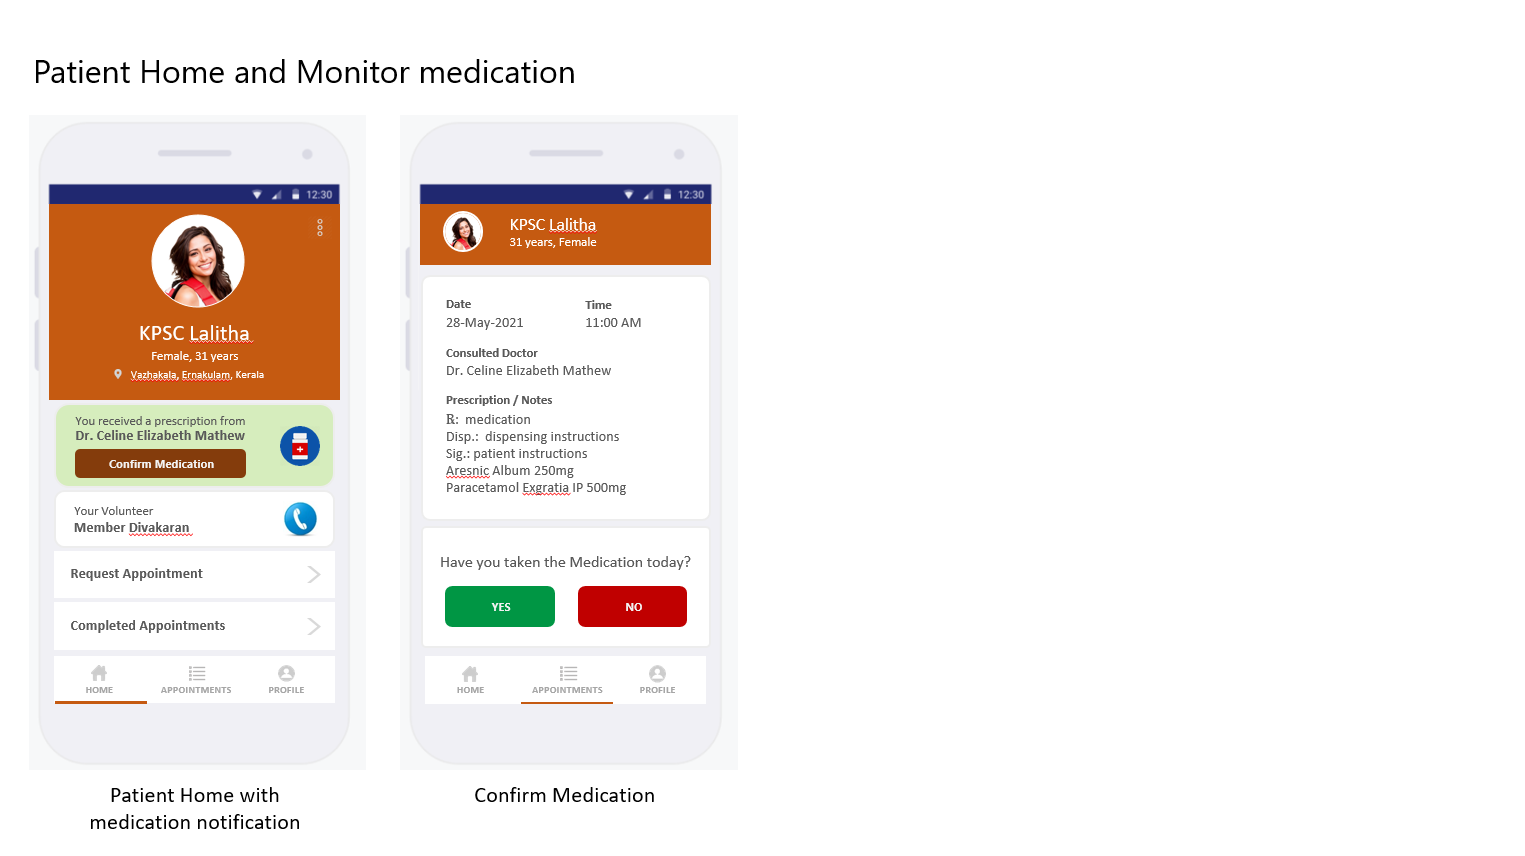 Patient Home and Monitor medication
12:30
KPSC Lalitha
Female, 31 years
Vazhakala, Ernakulam, Kerala
You received a prescription from
Dr. Celine Elizabeth Mathew
Confirm Medication
Your Volunteer
Member Divakaran
Request Appointment
Completed Appointments
HOME APPOINTMENTS PROFILE
Patient Home with
medication notification
12:30
KPSC Lalitha
31 years, Female
Date Time
28-May-2021 11:00 AM
Consulted Doctor
Dr. Celine Elizabeth Mathew
Prescription / Notes
R: medication
Disp.: dispensing instructions
Sig.: patient instructions
Aresnic Album 250mg
Paracetamol Exgratia IP 500mg
Have you taken the Medication today?
YES NO
HOME APPOINTMENTS PROFILE
Confirm Medication